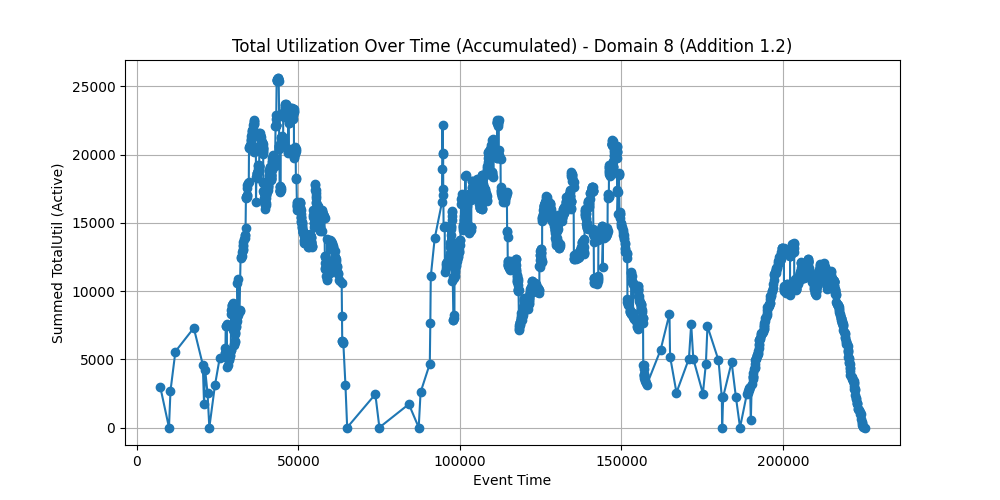 Total Utilization Over Time (Accumulated) - Domain 8 (Addition 1.2)
Summed TotalUtil (Active)
25000
20000
15000
10000
5000
0
0 50000 100000 150000 200000
Event Time